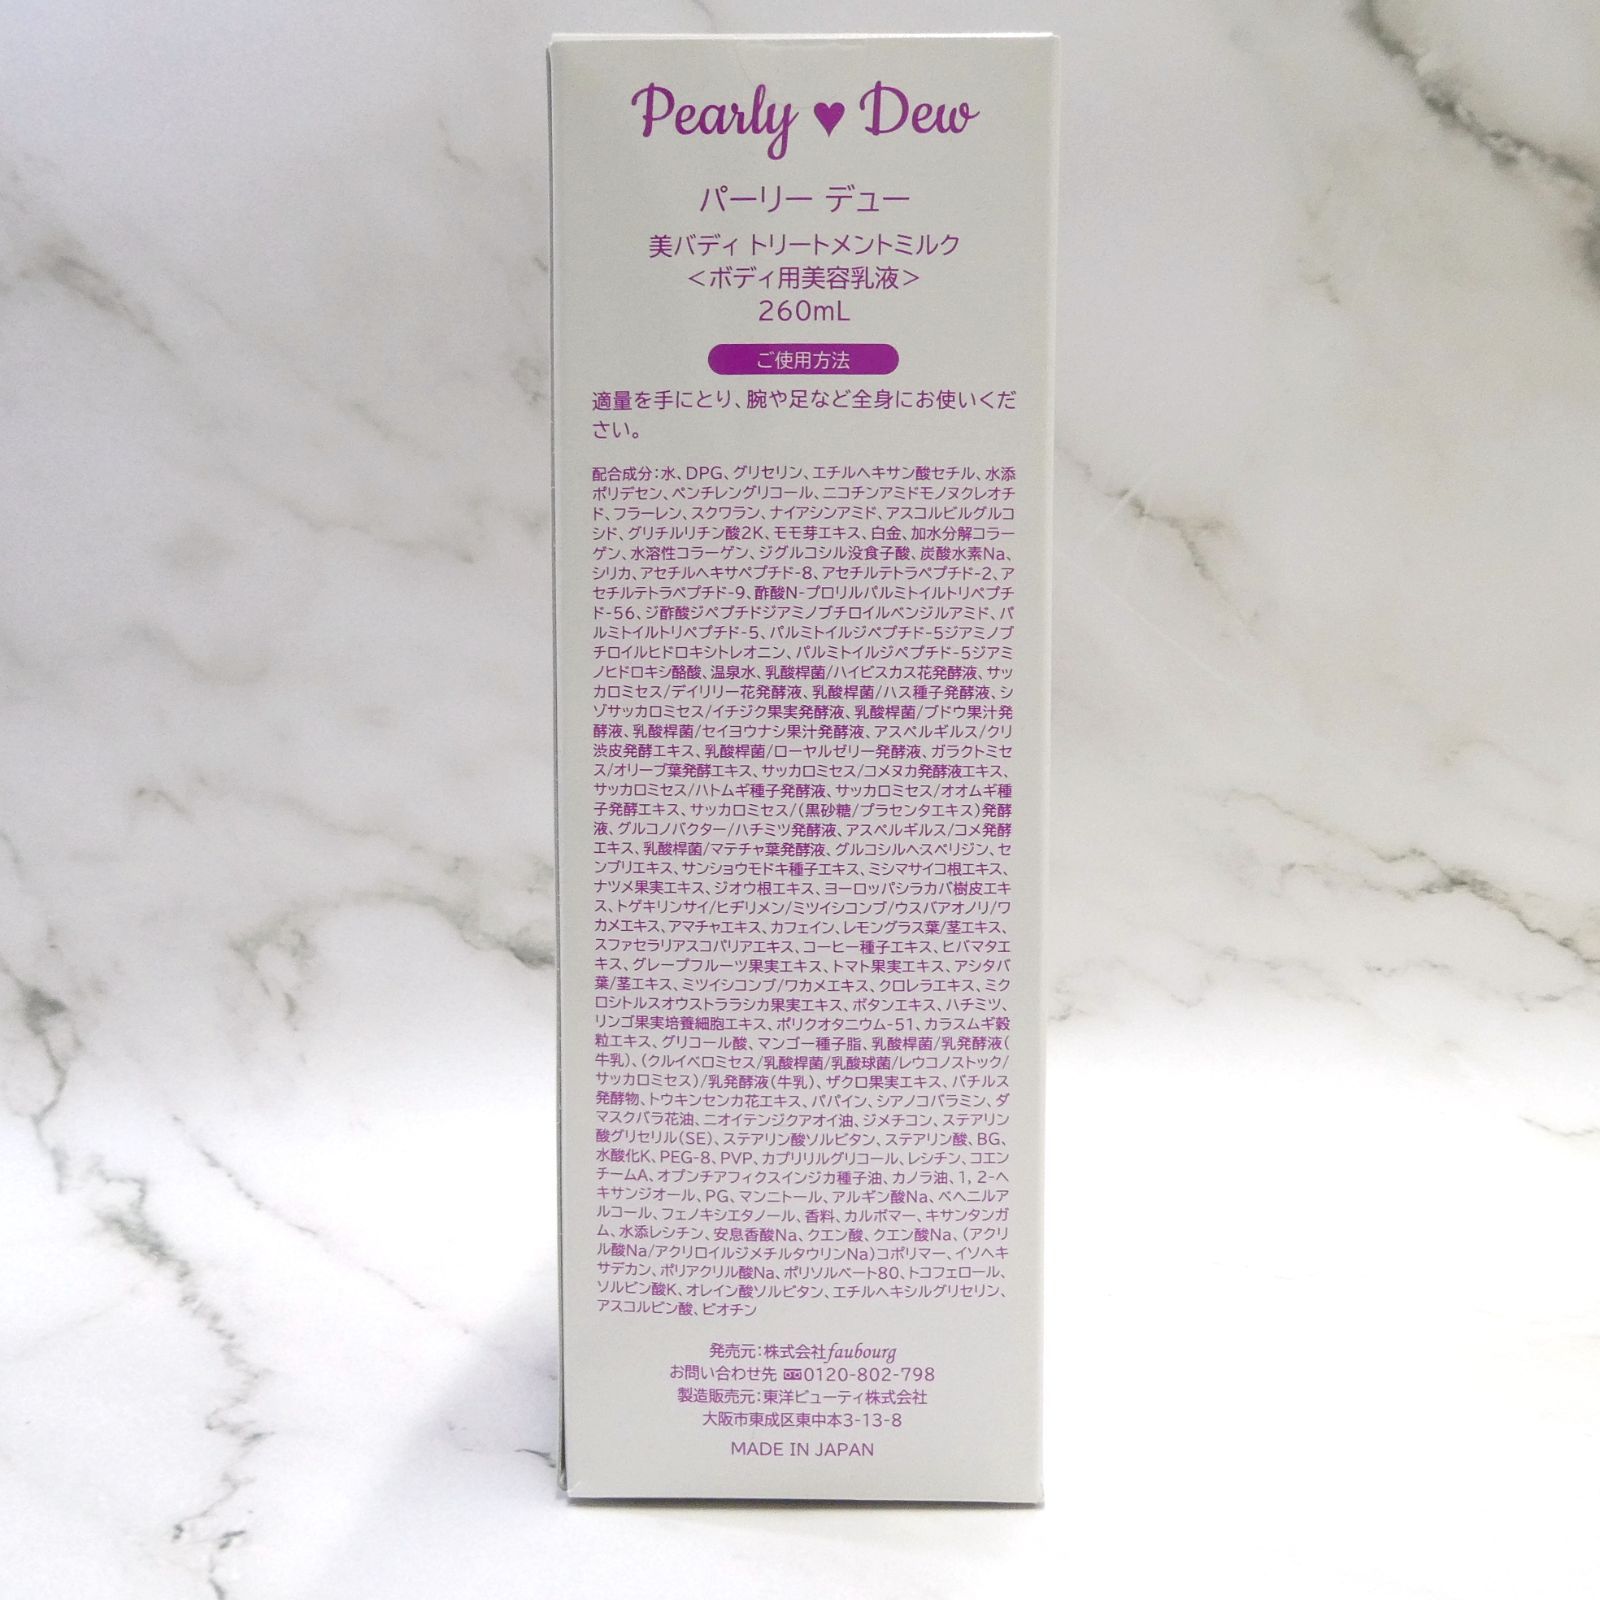 Pearly ♥ Dew
パーリー デュー
美バディ トリートメントミルク
＜ボディ用美容乳液＞
260mL
ご使用方法
適量を手にとり、腕や足など全身にお使いくだ
さい。
配合成分：水、DPG、グリセリン、エチルヘキサン酸セチル、水添
ポリデセン、ペンチレングリコール、ニコチンアミドモノヌクレオチ
ド、フラーレン、スクワラン、ナイアシンアミド、アスコルビルグルコ
シド、グリチルリチン酸2K、モモ芽エキス、白金、加水分解コラー
ゲン、水溶性コラーゲン、ジグルコシル没食子酸、炭酸水素Na、
シリカ、アセチルヘキサペプチド-8、アセチルテトラペプチド-2、ア
セチルテトラペプチド-9、酢酸N-プロリルパルミトイルトリペプチ
ド-56、ジ酢酸ジペプチドジアミノブチロイルベンジルアミド、パ
ルミトイルトリペプチド-5、パルミトイルジペプチド-5ジアミノブ
チロイルヒドロキシトレオニン、パルミトイルジペプチド-5ジアミ
ノヒドロキシ酪酸、温泉水、乳酸桿菌/ハイビスカス花発酵液、サッ
カロミセス/デイリリー花発酵液、乳酸桿菌/ハス種子発酵液、シ
ゾサッカロミセス/イチジク果実発酵液、乳酸桿菌/ブドウ果汁発
酵液、乳酸桿菌/セイヨウナシ果汁発酵液、アスペルギルス/クリ
渋皮発酵エキス、乳酸桿菌/ローヤルゼリー発酵液、ガラクトミセ
ス/オリーブ葉発酵エキス、サッカロミセス/コメヌカ発酵液エキス、
サッカロミセス/ハトムギ種子発酵液、サッカロミセス/オオムギ種
子発酵エキス、サッカロミセス/(黒砂糖/プラセンタエキス)発酵
液、グルコノバクター/ハチミツ発酵液、アスペルギルス/コメ発酵
エキス、乳酸桿菌/マテチャ葉発酵液、グルコシルヘスペリジン、セ
ンブリエキス、サンショウモドキ種子エキス、ミシマサイコ根エキス、
ナツメ果実エキス、ジオウ根エキス、ヨーロッパシラカバ樹皮エキ
ス、トゲキリンサイ/ヒヂリメン/ミツイシコンブ/ウスバアオノリ/ワ
カメエキス、アマチャエキス、カフェイン、レモングラス葉/茎エキス、
スファセラリアスコパリアエキス、コーヒー種子エキス、ヒバマタエ
キス、グレープフルーツ果実エキス、トマト果実エキス、アシタバ
葉/茎エキス、ミツイシコンブ/ワカメエキス、クロレラエキス、ミク
ロシトルスオウストララシカ果実エキス、ボタンエキス、ハチミツ、
リンゴ果実培養細胞エキス、ポリクオタニウム-51、カラスムギ穀
粒エキス、グリコール酸、マンゴー種子脂、乳酸桿菌/乳発酵液(
牛乳)、(クルイベロミセス/乳酸桿菌/乳酸球菌/レウコノストック/
サッカロミセス)/乳発酵液(牛乳)、ザクロ果実エキス、バチルス
発酵物、トウキンセンカ花エキス、パパイン、シアノコバラミン、ダ
マスクバラ花油、ニオイテンジクアオイ油、ジメチコン、ステアリン
酸グリセリル(SE)、ステアリン酸ソルビタン、ステアリン酸、BG、
水酸化K、PEG-8、PVP、カプリリルグリコール、レシチン、コエン
チームA、オプンチアフィクスインジカ種子油、カノラ油、1, 2-ヘ
キサンジオール、PG、マンニトール、アルギン酸Na、ベヘニルア
ルコール、フェノキシエタノール、香料、カルボマー、キサンタンガ
ム、水添レシチン、安息香酸Na、クエン酸、クエン酸Na、(アクリ
ル酸Na/アクリロイルジメチルタウリンNa)コポリマー、イソヘキ
サデカン、ポリアクリル酸Na、ポリソルベート80、トコフェロール、
ソルビン酸K、オレイン酸ソルビタン、エチルヘキシルグリセリン、
アスコルビン酸、ビオチン
発売元：株式会社faubourg
お問い合わせ先 0120-802-798
製造販売元：東洋ビューティ株式会社
大阪市東成区東中本3-13-8
MADE IN JAPAN